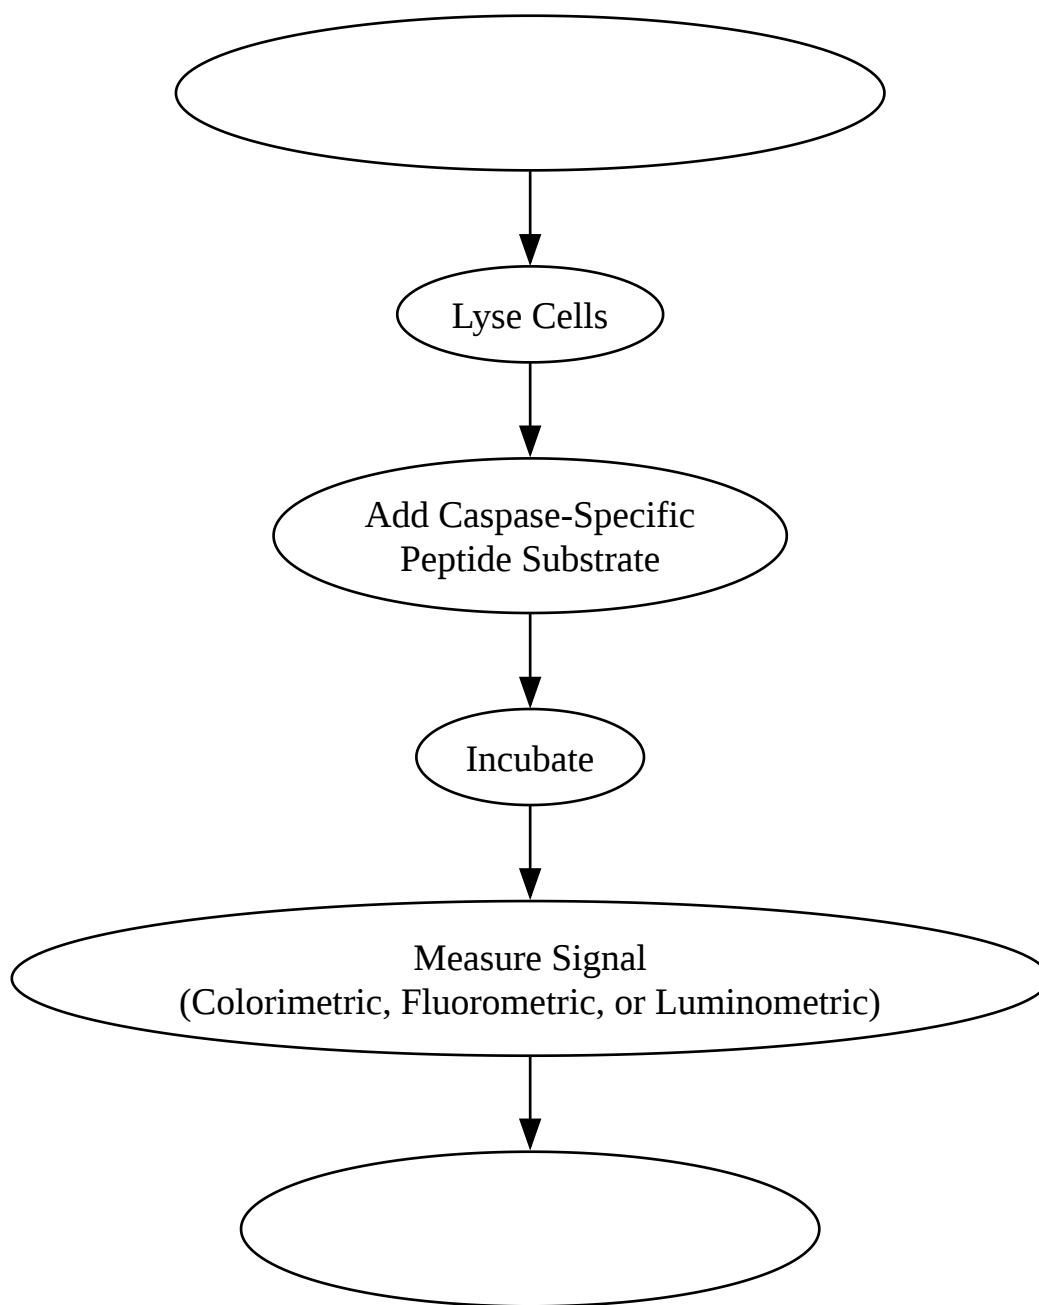 Lyse Cells
Add Caspase-Specific
Peptide Substrate
Incubate
Measure Signal
(Colorimetric, Fluorometric, or Luminometric)